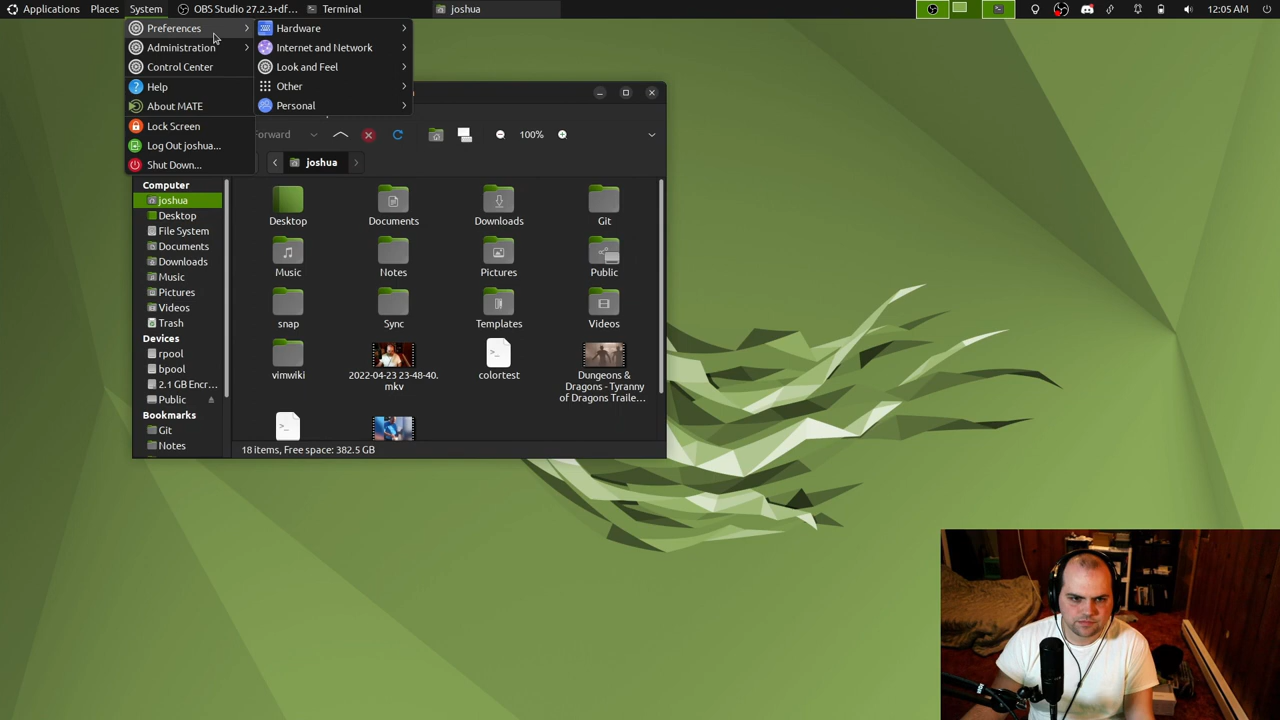 Applications Places System OBS Studio 27.2.3+df... Terminal joshua 12:05 AM
Preferences
Administration
Control Center
Help
About MATE
Lock Screen
Log Out joshua...
Shut Down...
Hardware
Internet and Network
Look and Feel
Other
Personal
Forward 100%
joshua
Computer
joshua
Desktop
File System
Documents
Downloads
Music
Pictures
Videos
Trash
Devices
rpool
bpool
2.1 GB Encr...
Public
Bookmarks
Git
Notes
Desktop Documents Downloads Git
Music Notes Pictures Public
snap Sync Templates Videos
vimwiki
2022-04-23 23-48-40.
mkv
colortest
Dungeons &
Dragons - Tyranny
of Dragons Traile...
18 items, Free space: 382.5 GB